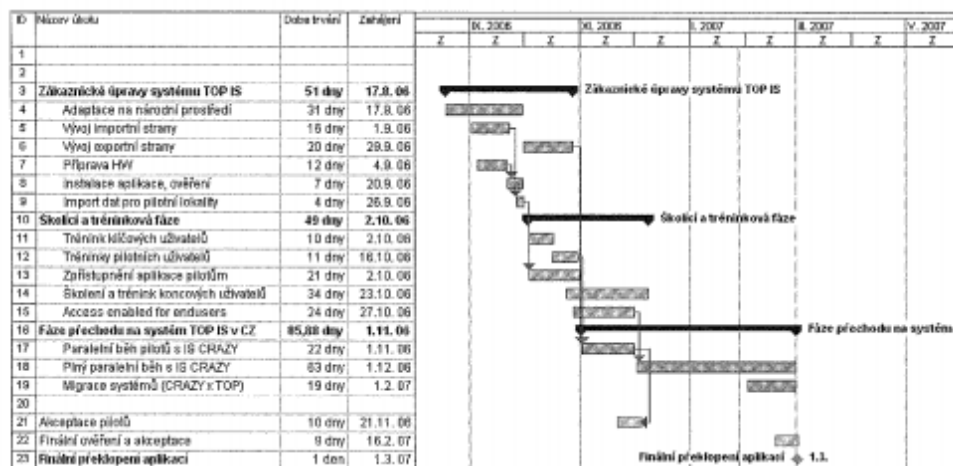 ID Název úkolu Doba trvání Zahájení IX. 2006 XI. 2006 I. 2007 III. 2007 V. 2007
Z Z Z Z Z Z Z Z Z
1
2
3 Zákaznické úpravy systému TOP IS 51 dny 17.8. 06 Zákaznické úpravy systému TOP IS
4 Adaptace na národní prostředí 31 dny 17.8. 06
5 Vývoj importní strany 16 dny 1.9. 06
6 Vývoj exportní strany 20 dny 29.9. 06
7 Příprava HW 12 dny 4.9. 06
8 Instalace aplikace, ověření 7 dny 20.9. 06
9 Import dat pro pilotní lokality 4 dny 26.9. 06
10 Školicí a tréninková fáze 49 dny 2.10. 06 Školicí a tréninková fáze
11 Trénink klíčových uživatelů 10 dny 2.10. 06
12 Tréninky pilotních uživatelů 11 dny 16.10. 06
13 Zpřístupnění aplikace pilotům 21 dny 2.10. 06
14 Školení a trénink koncových uživatelů 34 dny 23.10. 06
15 Access enabled for endusers 24 dny 27.10. 06
16 Fáze přechodu na systém TOP IS v CZ 85,88 dny 1.11. 06 Fáze přechodu na systém
17 Paralelní běh pilotů s IS CRAZY 22 dny 1.11. 06
18 Plný paralelní běh s IS CRAZY 63 dny 1.12. 06
19 Migrace systémů (CRAZY x TOP) 19 dny 1.2. 07
20
21 Akceptace pilotů 10 dny 21.11. 06
22 Finální ověření a akceptace 9 dny 16.2. 07
23 Finální překlopení aplikací 1 den 1.3. 07 Finální překlopení aplikací 1.3.